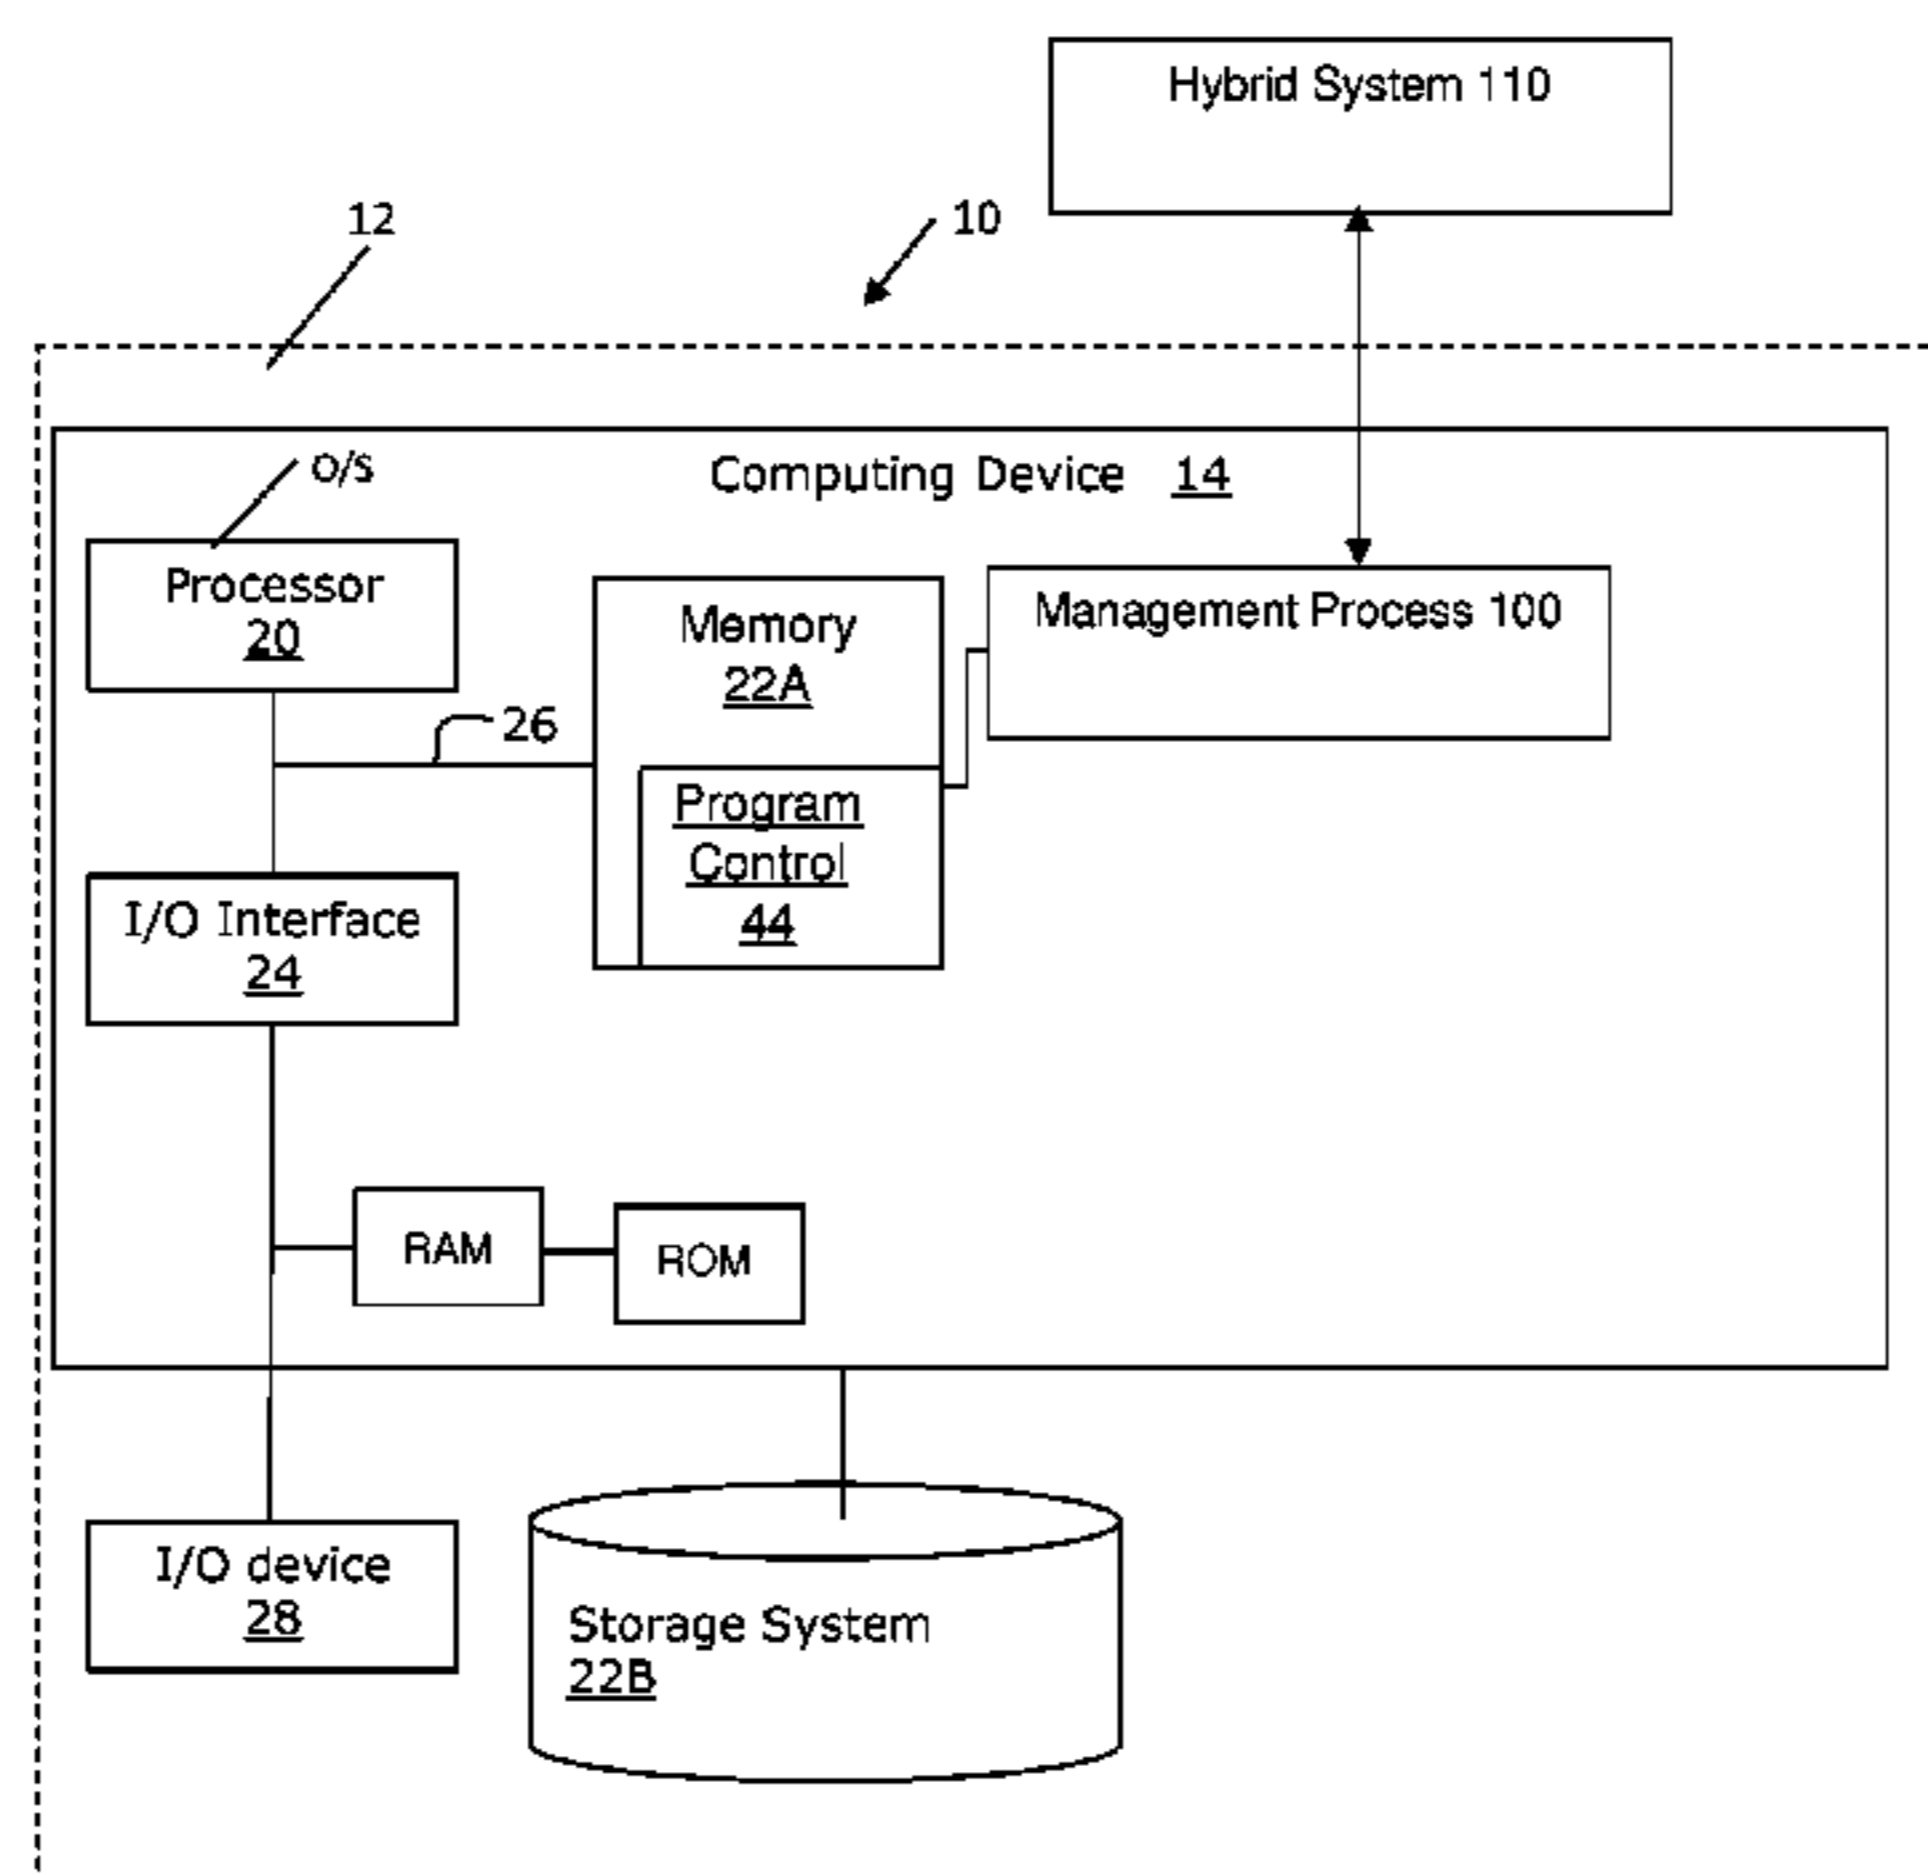 Hybrid System 110
12
10
Computing Device 14
O/S
Processor
20
Memory
22A
Management Process 100
26
Program
Control
44
I/O Interface
24
RAM
ROM
I/O device
28
Storage System
22B